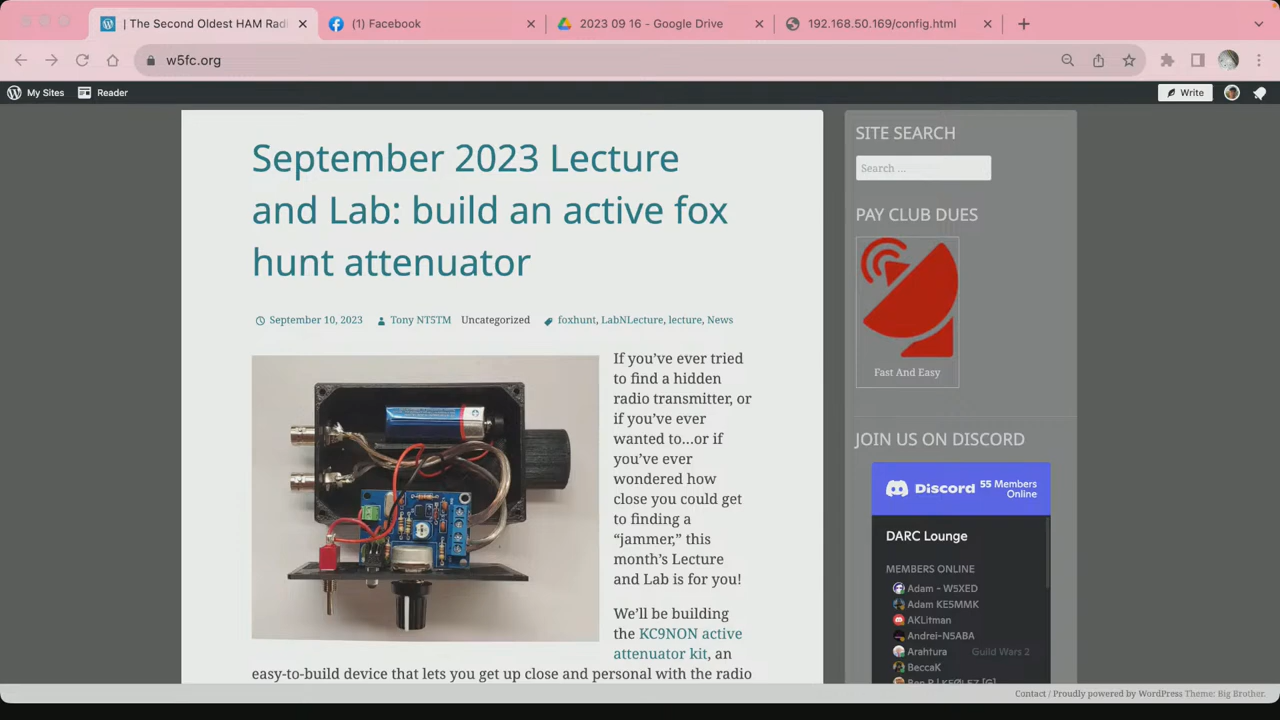 | The Second Oldest HAM Radi
(1) Facebook
2023 09 16 - Google Drive
192.168.50.169/config.html
w5fc.org
My Sites
Reader
Write
September 2023 Lecture
and Lab: build an active fox
hunt attenuator
September 10, 2023
Tony NT5TM
Uncategorized
foxhunt, LabNLecture, lecture, News
If you’ve ever tried
to find a hidden
radio transmitter, or
if you’ve ever
wanted to…or if
you’ve ever
wondered how
close you could get
to finding a
“jammer,” this
month’s Lecture
and Lab is for you!
We’ll be building
the KC9NON active
attenuator kit, an
easy-to-build device that lets you get up close and personal with the radio
SITE SEARCH
Search …
PAY CLUB DUES
Fast And Easy
JOIN US ON DISCORD
Discord
55 Members
Online
DARC Lounge
MEMBERS ONLINE
Adam - W5XED
Adam KE5MMK
AKLitman
Andrei-N5ABA
Arahtura Guild Wars 2
BeccaK
Contact / Proudly powered by WordPress Theme: Big Brother.